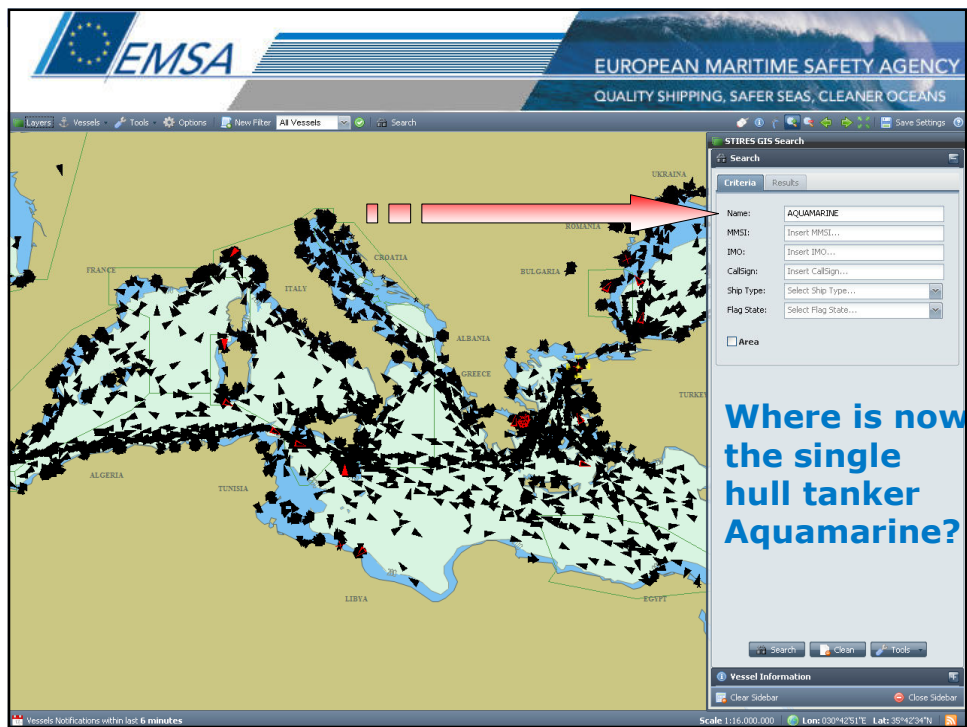 EMSA
EUROPEAN MARITIME SAFETY AGENCY
QUALITY SHIPPING, SAFER SEAS, CLEANER OCEANS
Layers Vessels Tools Options New Filter All Vessels Search Save Settings
STIRES GIS Search
Search
Criteria Results
Name: AQUAMARINE
MMSI: Insert MMSI...
IMO: Insert IMO...
CallSign: Insert CallSign...
Ship Type: Select Ship Type...
Flag State: Select Flag State...
Area
UKRAINA
ROMANIA
CROATIA
FRANCE
BULGARIA
ITALY
ALBANIA
GREECE
TURKEY
ALGERIA
TUNISIA
LIBYA
EGYPT
Where is now
the single
hull tanker
Aquamarine?
Search Clean Tools
Vessel Information
Clear Sidebar Close Sidebar
Vessels Notifications within last 6 minutes
Scale 1:16.000.000 Lon: 030°42'51"E Lat: 35°42'34"N